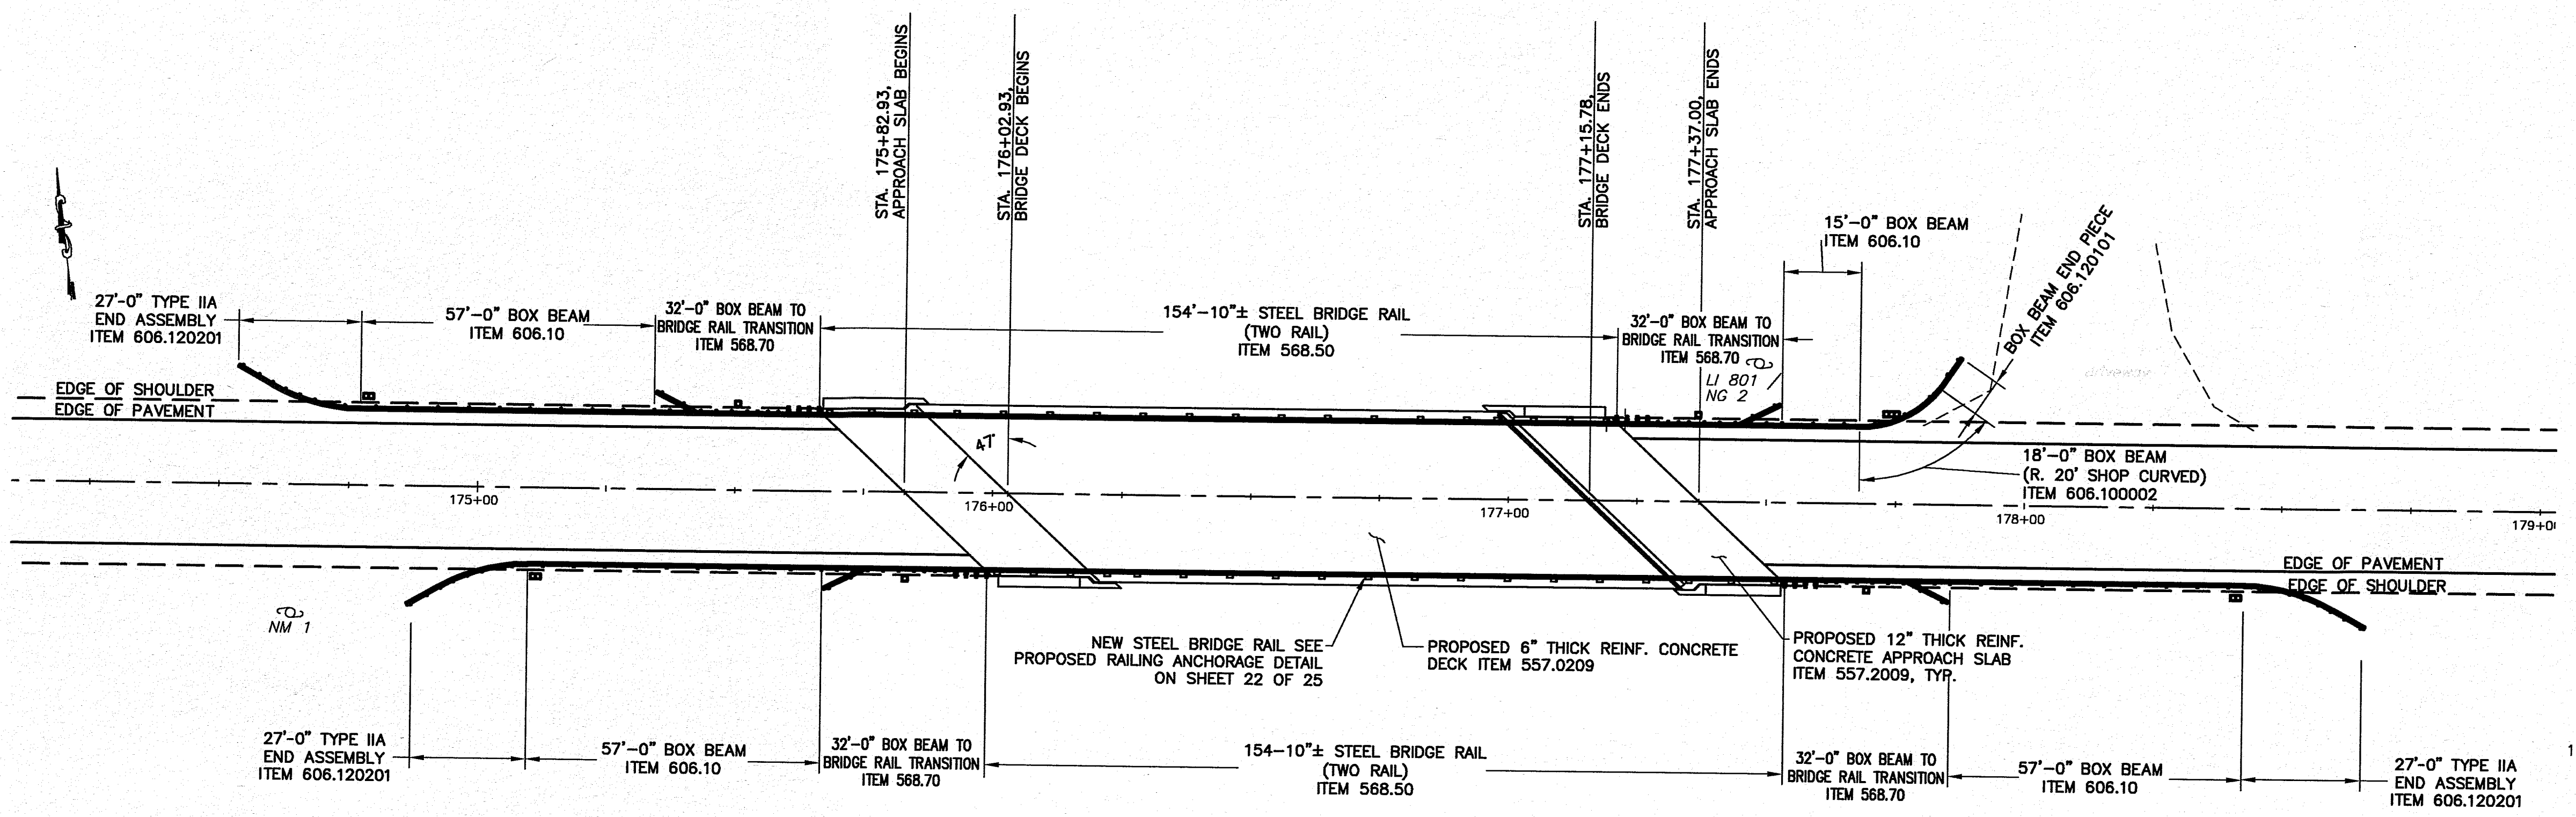 STA. 175+82.93,
APPROACH SLAB BEGINS
STA. 176+02.93,
BRIDGE DECK BEGINS
STA. 177+15.78,
BRIDGE DECK ENDS
STA. 177+37.00,
APPROACH SLAB ENDS
15'-0" BOX BEAM
ITEM 606.10
BOX BEAM END PIECE
ITEM 606.120101
27'-0" TYPE IIA
END ASSEMBLY
ITEM 606.120201
57'-0" BOX BEAM
ITEM 606.10
32'-0" BOX BEAM TO
BRIDGE RAIL TRANSITION
ITEM 568.70
154'-10"± STEEL BRIDGE RAIL
(TWO RAIL)
ITEM 568.50
32'-0" BOX BEAM TO
BRIDGE RAIL TRANSITION
ITEM 568.70
LI 801
NG 2
driveway
EDGE OF SHOULDER
EDGE OF PAVEMENT
47°
18'-0" BOX BEAM
(R. 20' SHOP CURVED)
ITEM 606.100002
175+00
176+00
177+00
178+00
179+0
EDGE OF PAVEMENT
EDGE OF SHOULDER
NM 1
NEW STEEL BRIDGE RAIL SEE
PROPOSED RAILING ANCHORAGE DETAIL
ON SHEET 22 OF 25
PROPOSED 6" THICK REINF. CONCRETE
DECK ITEM 557.0209
PROPOSED 12" THICK REINF.
CONCRETE APPROACH SLAB
ITEM 557.2009, TYP.
27'-0" TYPE IIA
END ASSEMBLY
ITEM 606.120201
57'-0" BOX BEAM
ITEM 606.10
32'-0" BOX BEAM TO
BRIDGE RAIL TRANSITION
ITEM 568.70
154-10"± STEEL BRIDGE RAIL
(TWO RAIL)
ITEM 568.50
32'-0" BOX BEAM TO
BRIDGE RAIL TRANSITION
ITEM 568.70
57'-0" BOX BEAM
ITEM 606.10
27'-0" TYPE IIA
END ASSEMBLY
ITEM 606.120201
1